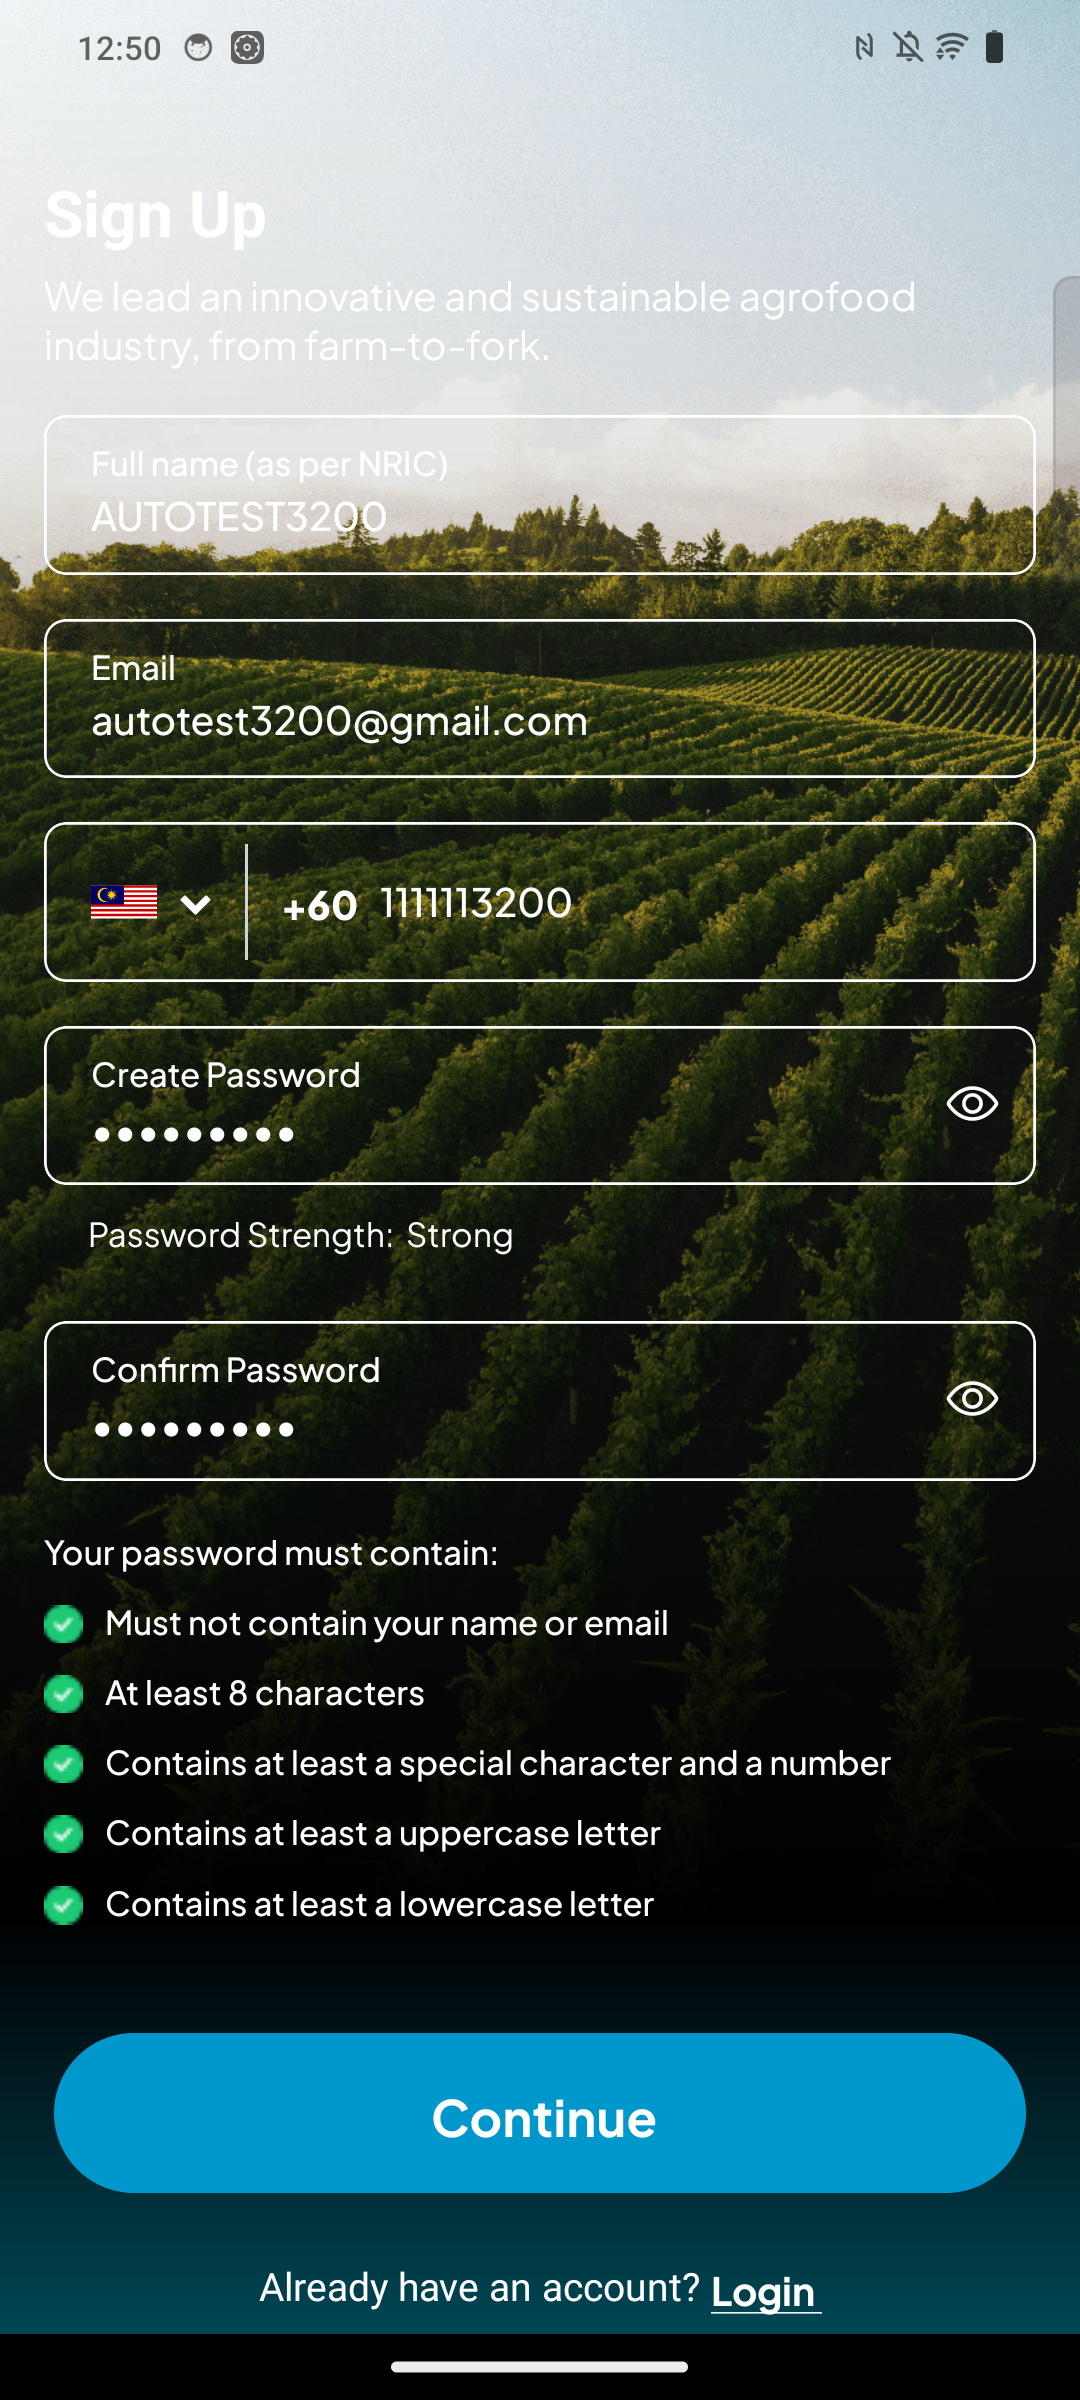 12:50
Sign Up
We lead an innovative and sustainable agrofood
industry, from farm-to-fork.
Full name (as per NRIC)
AUTOTEST3200
Email
autotest3200@gmail.com
+60 1111113200
Create Password
•••••••••
Password Strength: Strong
Confirm Password
•••••••••
Your password must contain:
Must not contain your name or email
At least 8 characters
Contains at least a special character and a number
Contains at least a uppercase letter
Contains at least a lowercase letter
Continue
Already have an account? Login